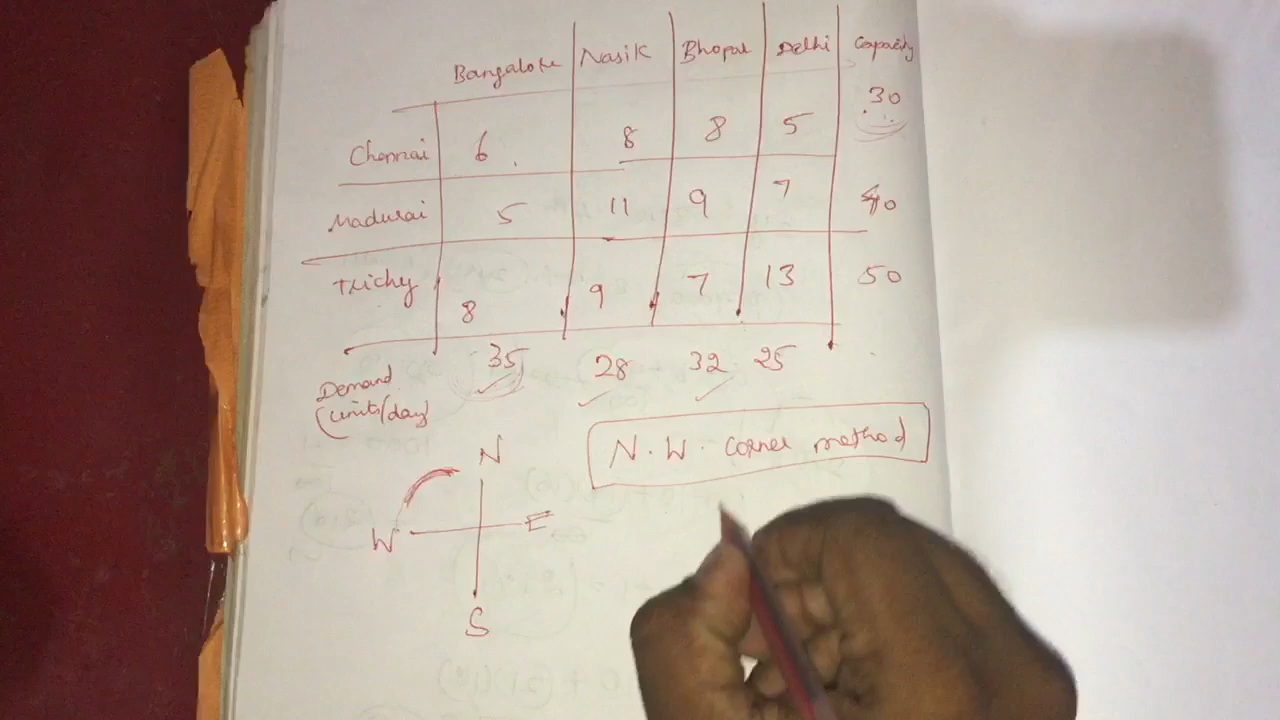 Bangalore Nasik Bhopal Delhi Capacity
Chennai 6 8 8 5 30
Madurai 5 11 9 7 40
Trichy 8 9 7 13 50
Demand 35 28 32 25
(units/day)
N.W. corner method
N
W E
S